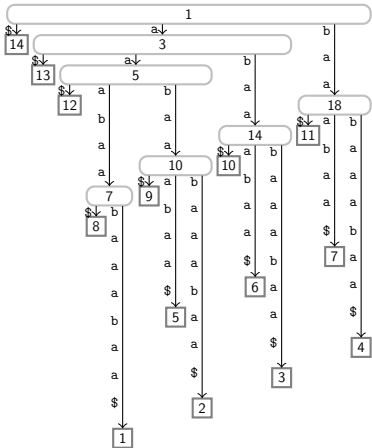 1
$ a b
14 3
$ a b a
13 5
$ a b a a
12 18
b a a $ a b
14 11
a a $ a b b a
10 10
a $ a b b a a a
7 9
$ b b a a a a a
8
a a a a a $ b
7
a a a $ b a
6
a $ b a a
5
b a a $
4
a a $
3
a $
2
$
1